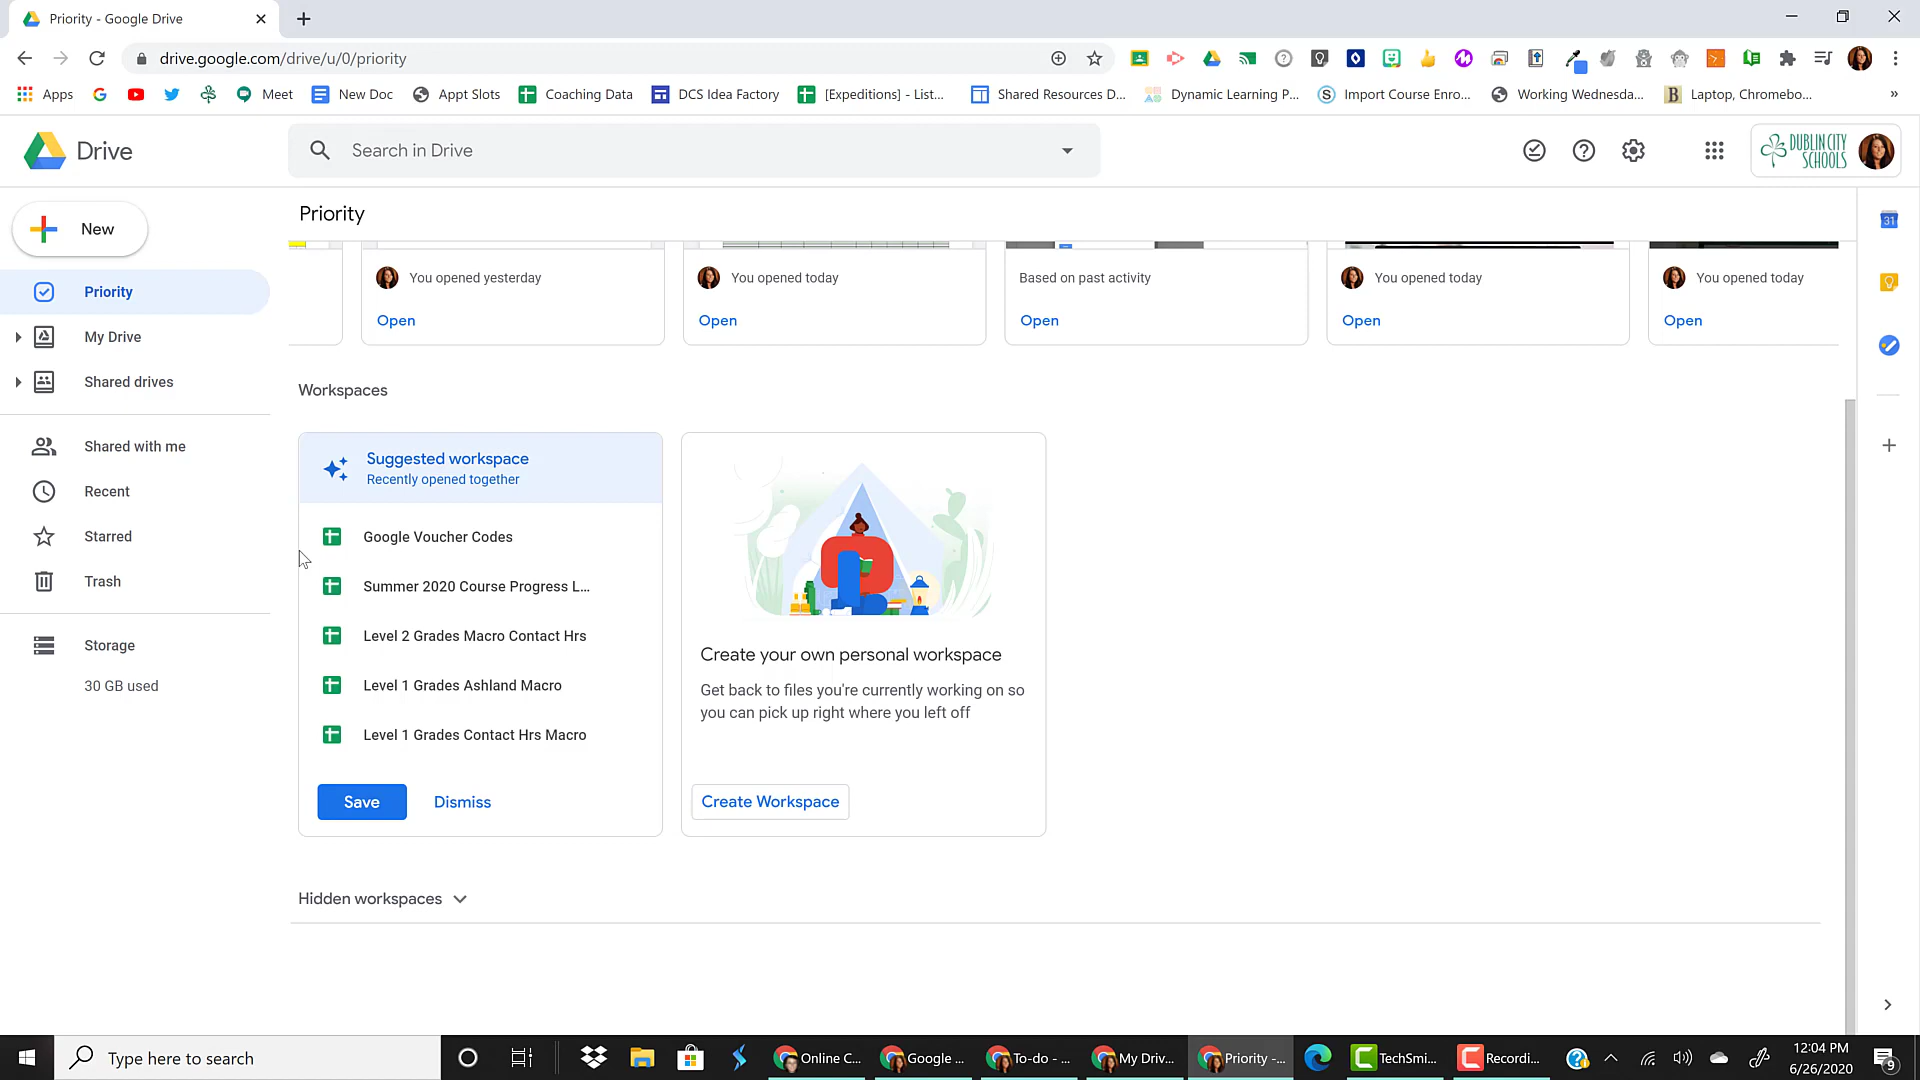 Priority - Google Drive
drive.google.com/drive/u/0/priority
Apps
Meet
New Doc
Appt Slots
Coaching Data
DCS Idea Factory
[Expeditions] - List...
Shared Resources D...
Dynamic Learning P...
Import Course Enro...
Working Wednesda...
B
Laptop, Chromebo...
»
Drive
Search in Drive
DUBLIN CITY
SCHOOLS
New
Priority
31
Priority
My Drive
Shared drives
Shared with me
Recent
Starred
Trash
Storage
30 GB used
You opened yesterday
You opened today
Based on past activity
You opened today
You opened today
Open
Open
Open
Open
Open
Workspaces
Suggested workspace
Recently opened together
Google Voucher Codes
Summer 2020 Course Progress L...
Level 2 Grades Macro Contact Hrs
Level 1 Grades Ashland Macro
Level 1 Grades Contact Hrs Macro
Save
Dismiss
Create your own personal workspace
Get back to files you're currently working on so
you can pick up right where you left off
Create Workspace
Hidden workspaces
Type here to search
Online C...
Google ...
To-do - ...
My Driv...
Priority -...
TechSmi...
Recordi...
12:04 PM
6/26/2020
9